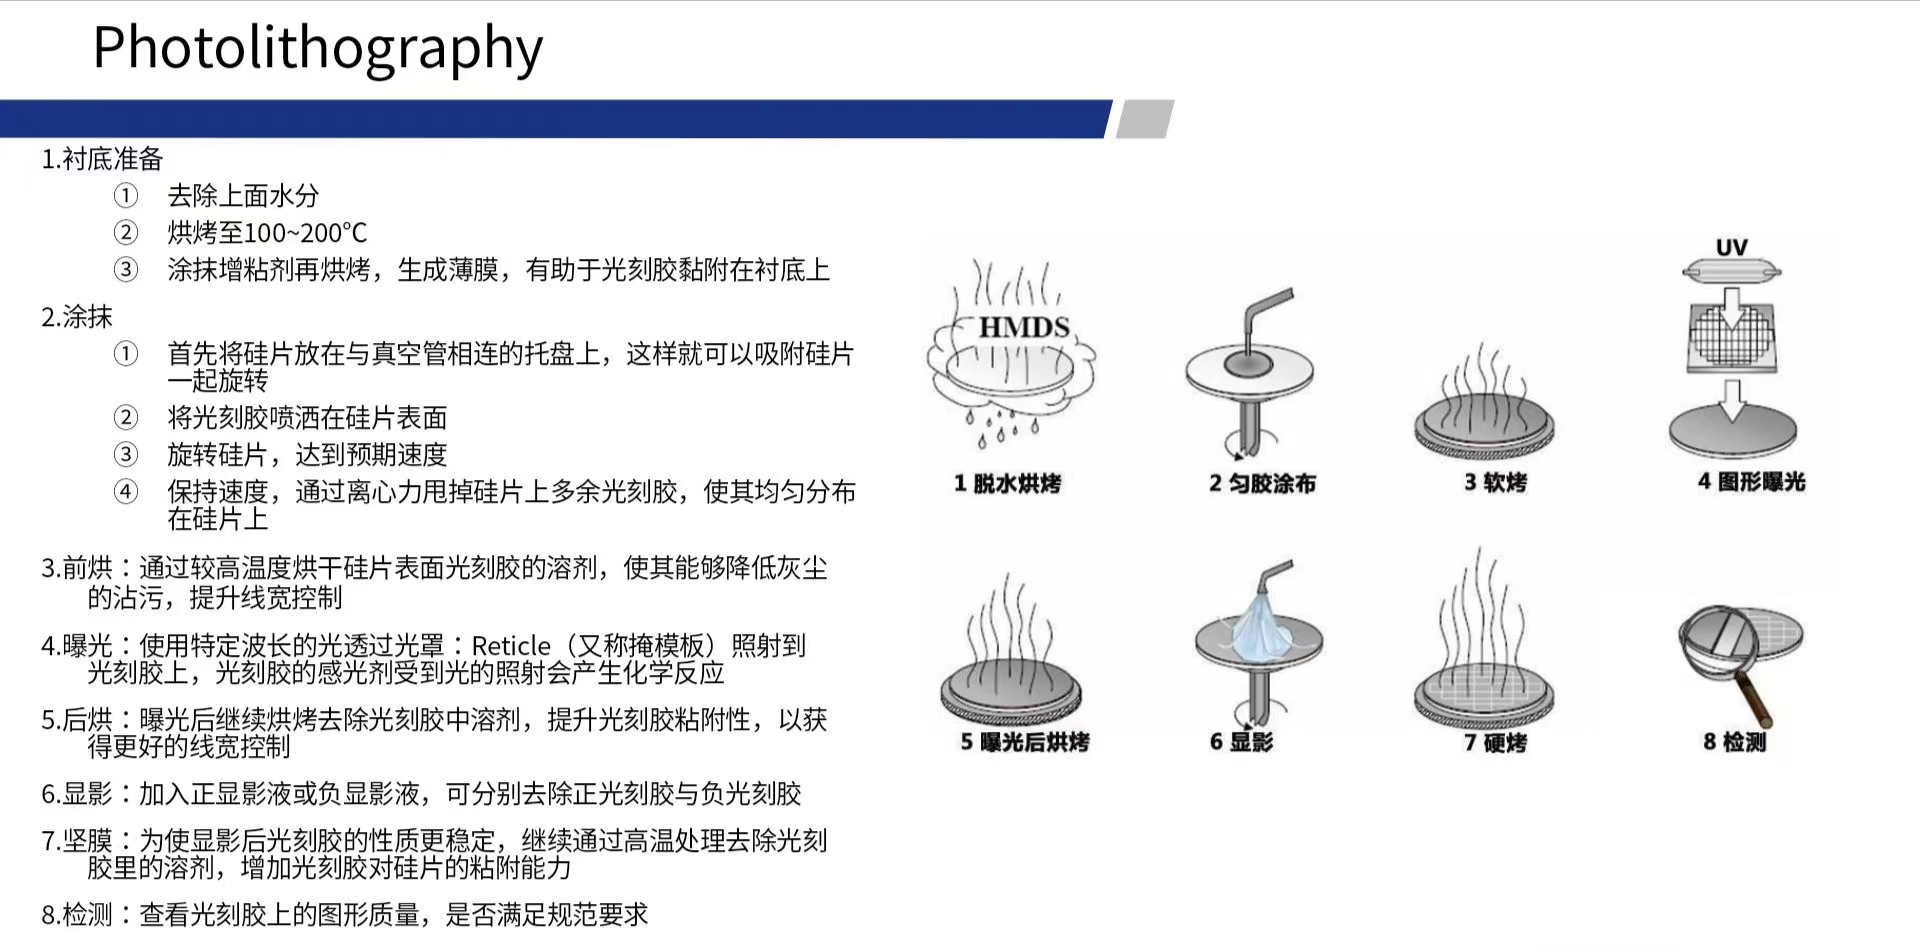 Photolithography
1.衬底准备
① 去除上面水分
② 烘烤至100~200℃
③ 涂抹增粘剂再烘烤，生成薄膜，有助于光刻胶黏附在衬底上
2.涂抹
① 首先将硅片放在与真空管相连的托盘上，这样就可以吸附硅片
一起旋转
② 将光刻胶喷洒在硅片表面
③ 旋转硅片，达到预期速度
④ 保持速度，通过离心力甩掉硅片上多余光刻胶，使其均匀分布
在硅片上
3.前烘：通过较高温度烘干硅片表面光刻胶的溶剂，使其能够降低灰尘
的沾污，提升线宽控制
4.曝光：使用特定波长的光透过光罩：Reticle（又称掩模板）照射到
光刻胶上，光刻胶的感光剂受到光的照射会产生化学反应
5.后烘：曝光后继续烘烤去除光刻胶中溶剂，提升光刻胶粘附性，以获
得更好的线宽控制
6.显影：加入正显影液或负显影液，可分别去除正光刻胶与负光刻胶
7.坚膜：为使显影后光刻胶的性质更稳定，继续通过高温处理去除光刻
胶里的溶剂，增加光刻胶对硅片的粘附能力
8.检测：查看光刻胶上的图形质量，是否满足规范要求
HMDS
UV
1 脱水烘烤
2 匀胶涂布
3 软烤
4 图形曝光
5 曝光后烘烤
6 显影
7 硬烤
8 检测